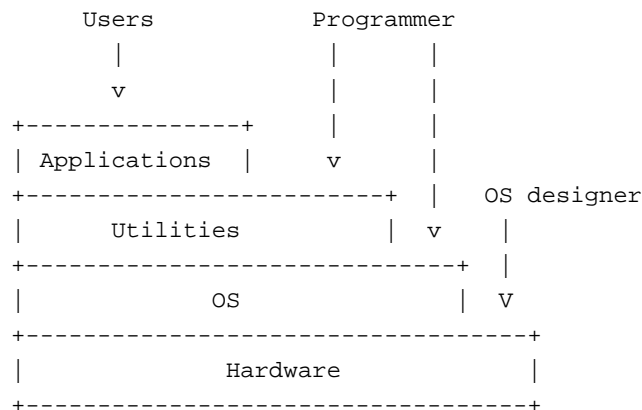 Users Programmer
Applications
OS designer
Utilities
OS
Hardware